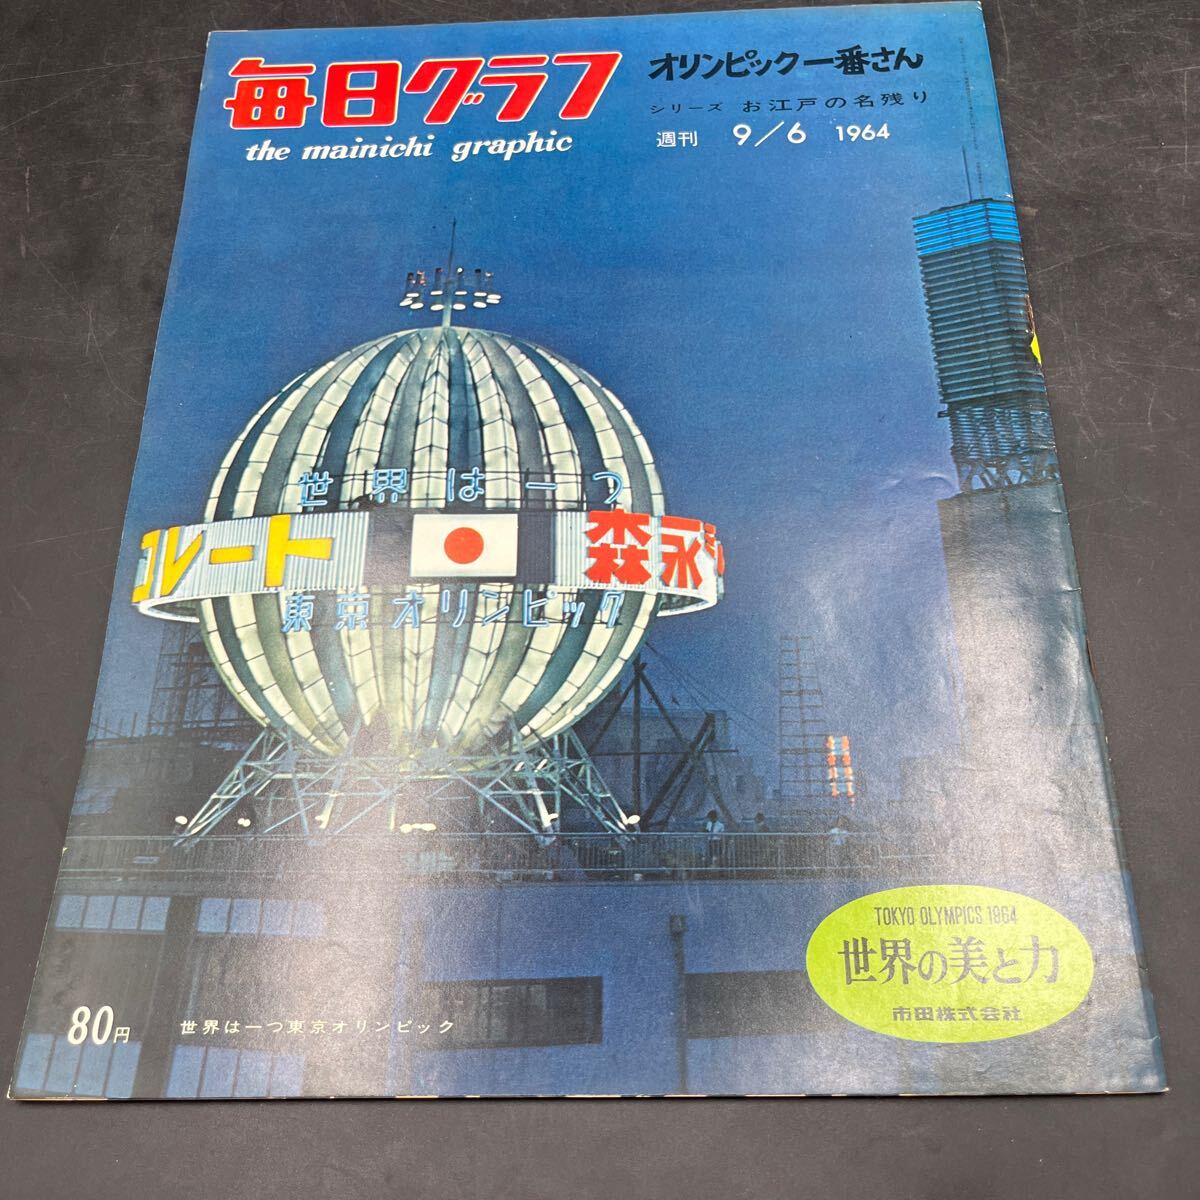 毎日グラフ
the mainichi graphic
オリンピック一番さん
シリーズ お江戸の名残り
週刊 9/6 1964
世界は一つ
コレート
森永ミ
東京オリンピック
TOKYO OLYMPICS 1964
世界の美と力
市田株式会社
80円
世界は一つ東京オリンピック